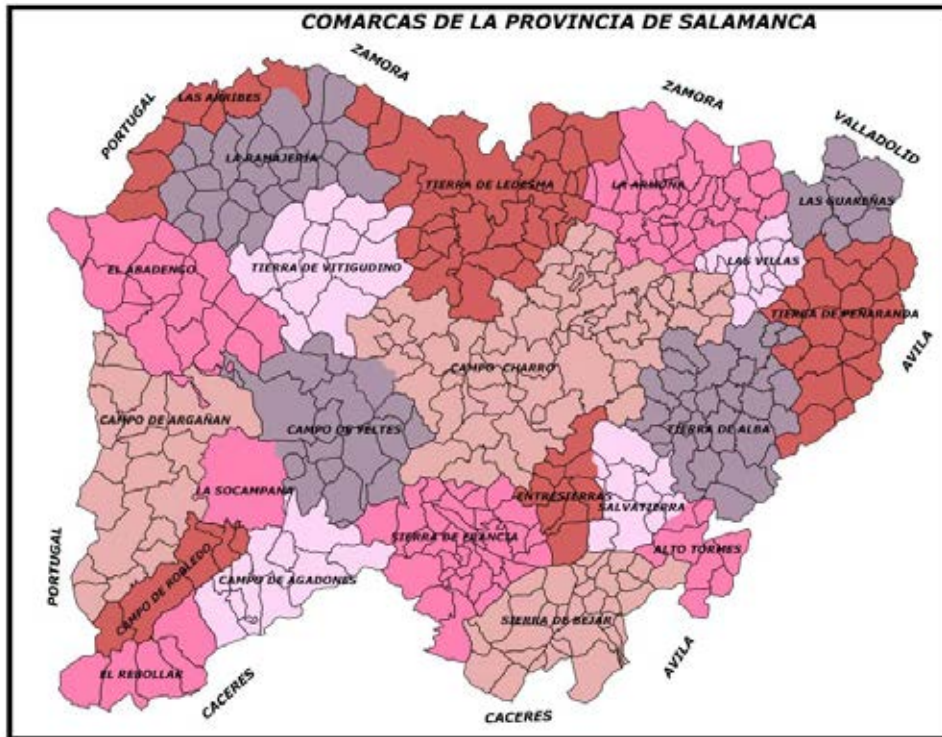 COMARCAS DE LA PROVINCIA DE SALAMANCA
ZAMORA
ZAMORA
PORTUGAL
VALLADOLID
LAS ARRIBES
LA RAMAJERÍA
TIERRA DE LEDESMA
LA ARMUÑA
LAS GUAREÑAS
EL ABADENGO
TIERRA DE VITIGUDINO
LAS VILLAS
TIERRA DE PEÑARANDA
AVILA
CAMPO CHARRO
CAMPO DE ARGAÑAN
CAMPO DE YELTES
TIERRA DE ALBA
LA SOCAMPANA
ENTRESIERRAS
SALVATIERRA
SIERRA DE FRANCIA
ALTO TORMES
PORTUGAL
CAMPO DE ROBLEDO
CAMPO DE AGADONES
SIERRA DE BEJAR
EL REBOLLAR
AVILA
CACERES
CACERES